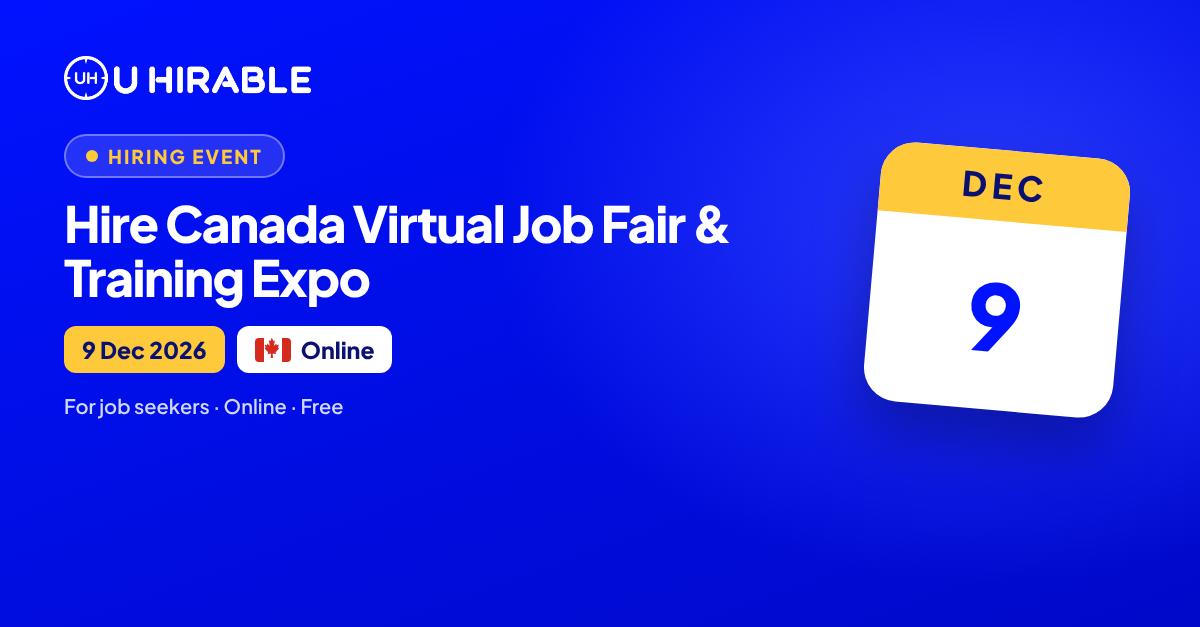 UH U HIRABLE
HIRING EVENT
Hire Canada Virtual Job Fair &
Training Expo
9 Dec 2026
Online
For job seekers · Online · Free
DEC
9